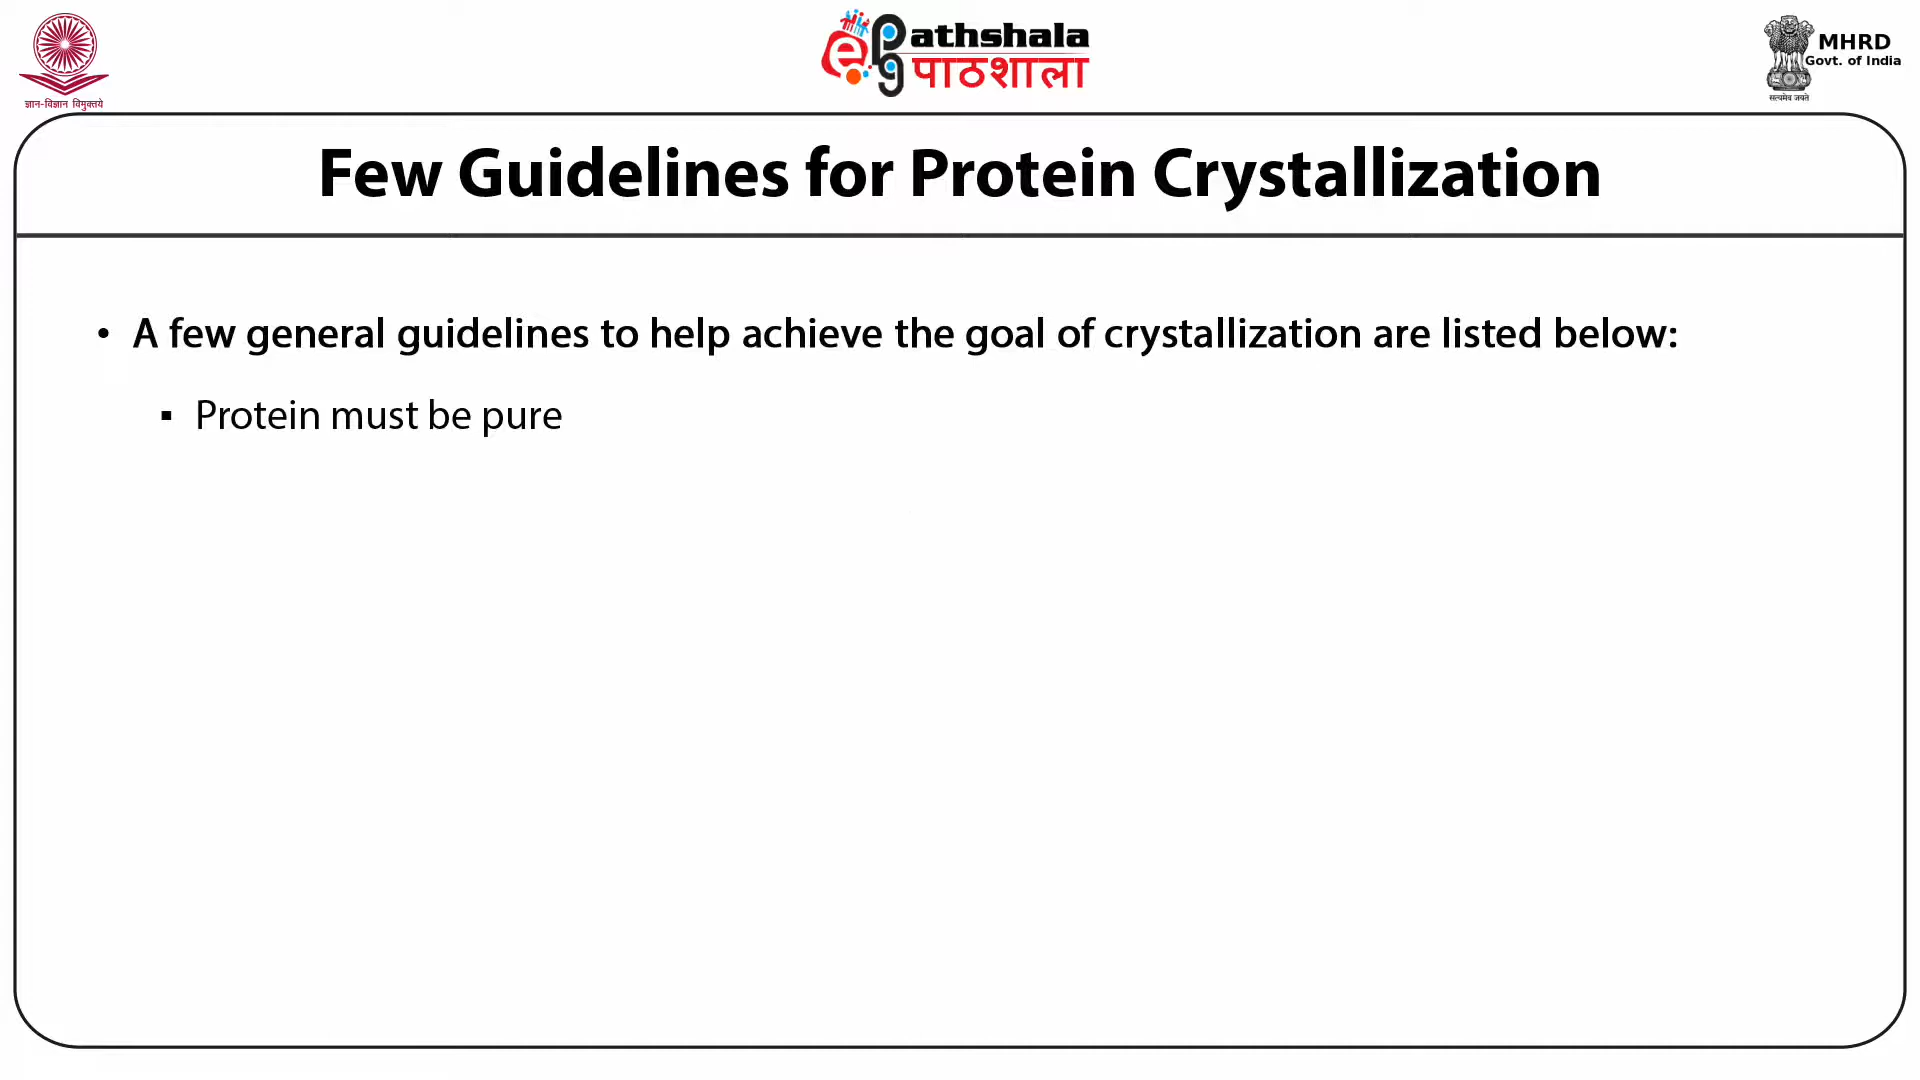 ज्ञान-विज्ञान विमुक्तये
ePG athshala
पाठशाला
MHRD
Govt. of India
सत्यमेव जयते
Few Guidelines for Protein Crystallization
• A few general guidelines to help achieve the goal of crystallization are listed below:
▪ Protein must be pure